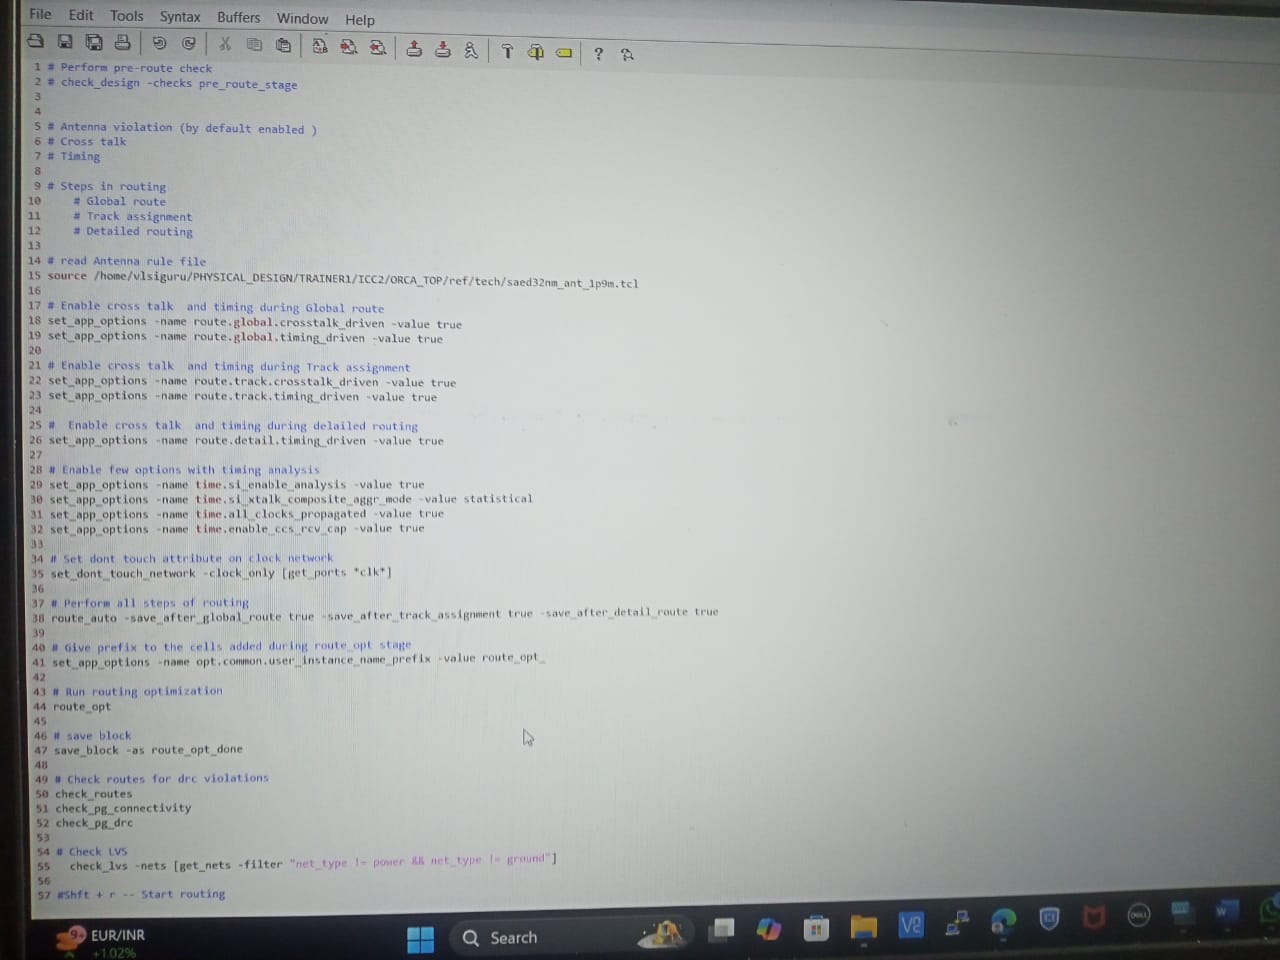 File Edit Tools Syntax Buffers Window Help
1 # Perform pre-route check
2 # check_design -checks pre_route_stage
3
4
5 # Antenna violation (by default enabled )
6 # Cross talk
7 # Timing
8
9 # Steps in routing
10 # Global route
11 # Track assignment
12 # Detailed routing
13
14 # read Antenna rule file
15 source /home/vlsiguru/PHYSICAL_DESIGN/TRAINER1/ICC2/ORCA_TOP/ref/tech/saed32nm_ant_1p9m.tcl
16
17 # Enable cross talk  and timing during Global route
18 set_app_options -name route.global.crosstalk_driven -value true
19 set_app_options -name route.global.timing_driven -value true
20
21 # Enable cross talk  and timing during Track assignment
22 set_app_options -name route.track.crosstalk_driven -value true
23 set_app_options -name route.track.timing_driven -value true
24
25 #  Enable cross talk  and timing during delailed routing
26 set_app_options -name route.detail.timing_driven -value true
27
28 # Enable few options with timing analysis
29 set_app_options -name time.si_enable_analysis -value true
30 set_app_options -name time.si_xtalk_composite_aggr_mode -value statistical
31 set_app_options -name time.all_clocks_propagated -value true
32 set_app_options -name time.enable_ccs_rcv_cap -value true
33
34 # Set dont touch attribute on clock network
35 set_dont_touch_network -clock_only [get_ports *clk*]
36
37 # Perform all steps of routing
38 route_auto -save_after_global_route true -save_after_track_assignment true -save_after_detail_route true
39
40 # Give prefix to the cells added during route_opt stage
41 set_app_options -name opt.common.user_instance_name_prefix -value route_opt_
42
43 # Run routing optimization
44 route_opt
45
46 # save block
47 save_block -as route_opt_done
48
49 # Check routes for drc violations
50 check_routes
51 check_pg_connectivity
52 check_pg_drc
53
54 # Check LVS
55 check_lvs -nets [get_nets -filter "net_type != power && net_type != ground"]
56
57 #Shft + r -- Start routing
9+ EUR/INR
+1.02%
Search
V2
DELL
W